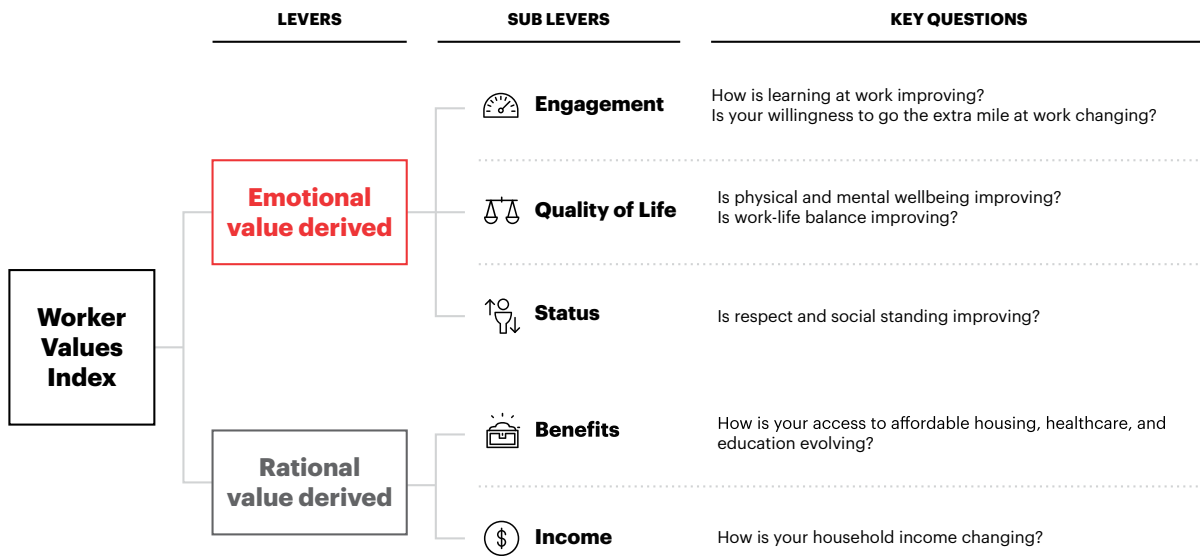 LEVERS
SUB LEVERS
KEY QUESTIONS
Worker
Values
Index
Emotional
value derived
Engagement
How is learning at work improving?
Is your willingness to go the extra mile at work changing?
Quality of Life
Is physical and mental wellbeing improving?
Is work-life balance improving?
Status
Is respect and social standing improving?
Rational
value derived
Benefits
How is your access to affordable housing, healthcare, and
education evolving?
$
Income
How is your household income changing?